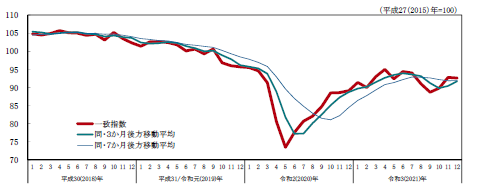 (平成27(2015)年=100)
105
100
95
90
85
80
75
70
一致指数
同・3カ・月後方移動平均
同・7カ・月後方移動平均
1 2 3 4 5 6 7 8 9 10 11 12 1 2 3 4 5 6 7 8 9 10 11 12 1 2 3 4 5 6 7 8 9 10 11 12 1 2 3 4 5 6 7 8 9 10 11 12
平成30(2018)年 平成31/令和元(2019)年 令和2(2020)年 令和3(2021)年